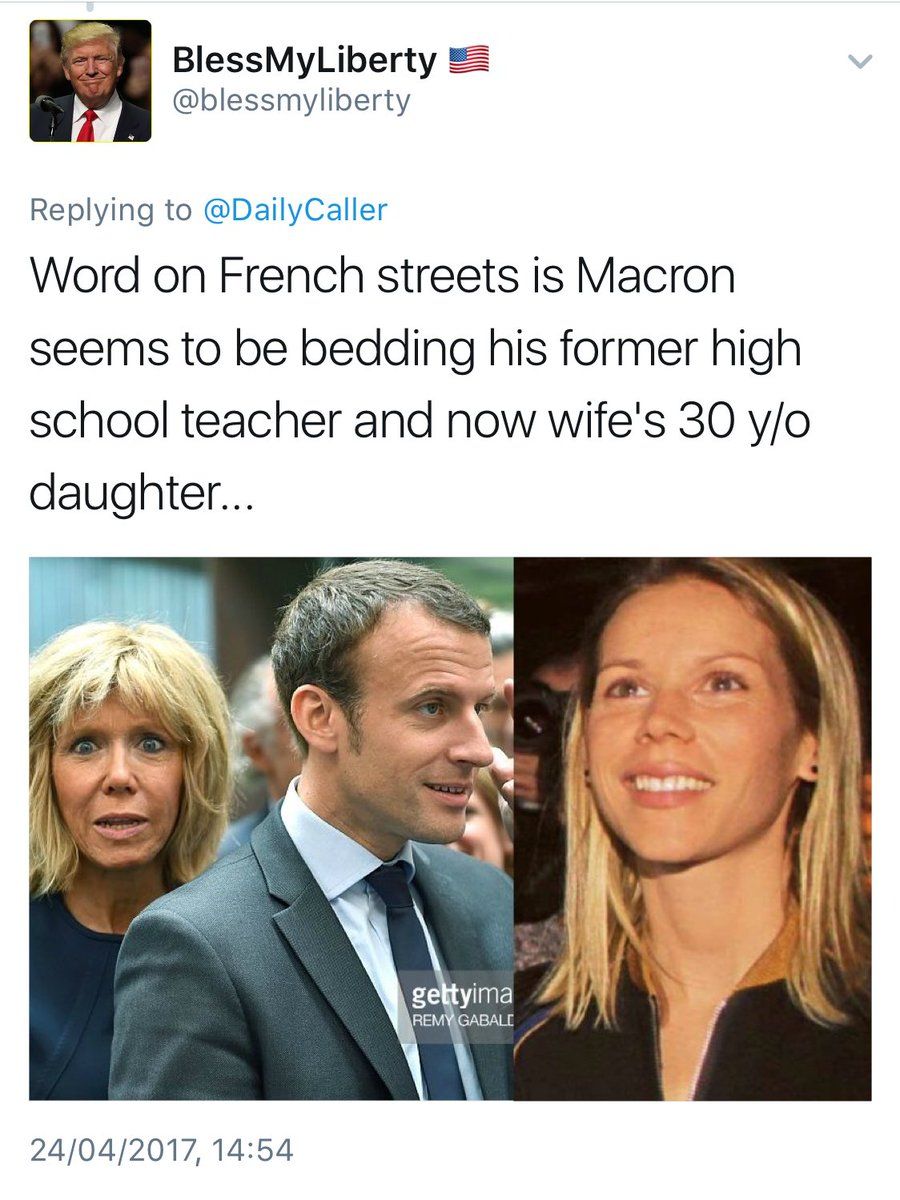 BlessMyLiberty 🇺🇸
@blessmyliberty
Replying to @DailyCaller
Word on French streets is Macron
seems to be bedding his former high
school teacher and now wife's 30 y/o
daughter...
gettyima
REMY GABALD
24/04/2017, 14:54